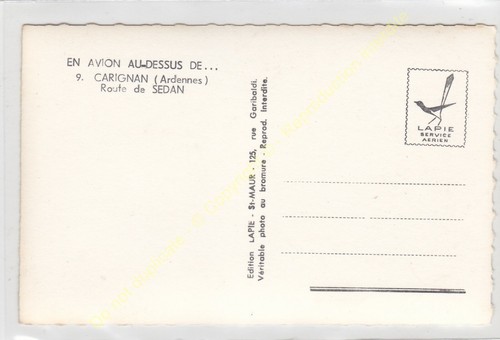 EN AVION AU-DESSUS DE...
9. CARIGNAN (Ardennes)
Route de SEDAN
Edition LAPIE - St-MAUR - 125, rue Garibaldi.
Véritable photo au bromure - Reprod. Interdite.
LAPIE
SERVICE
AERIEN